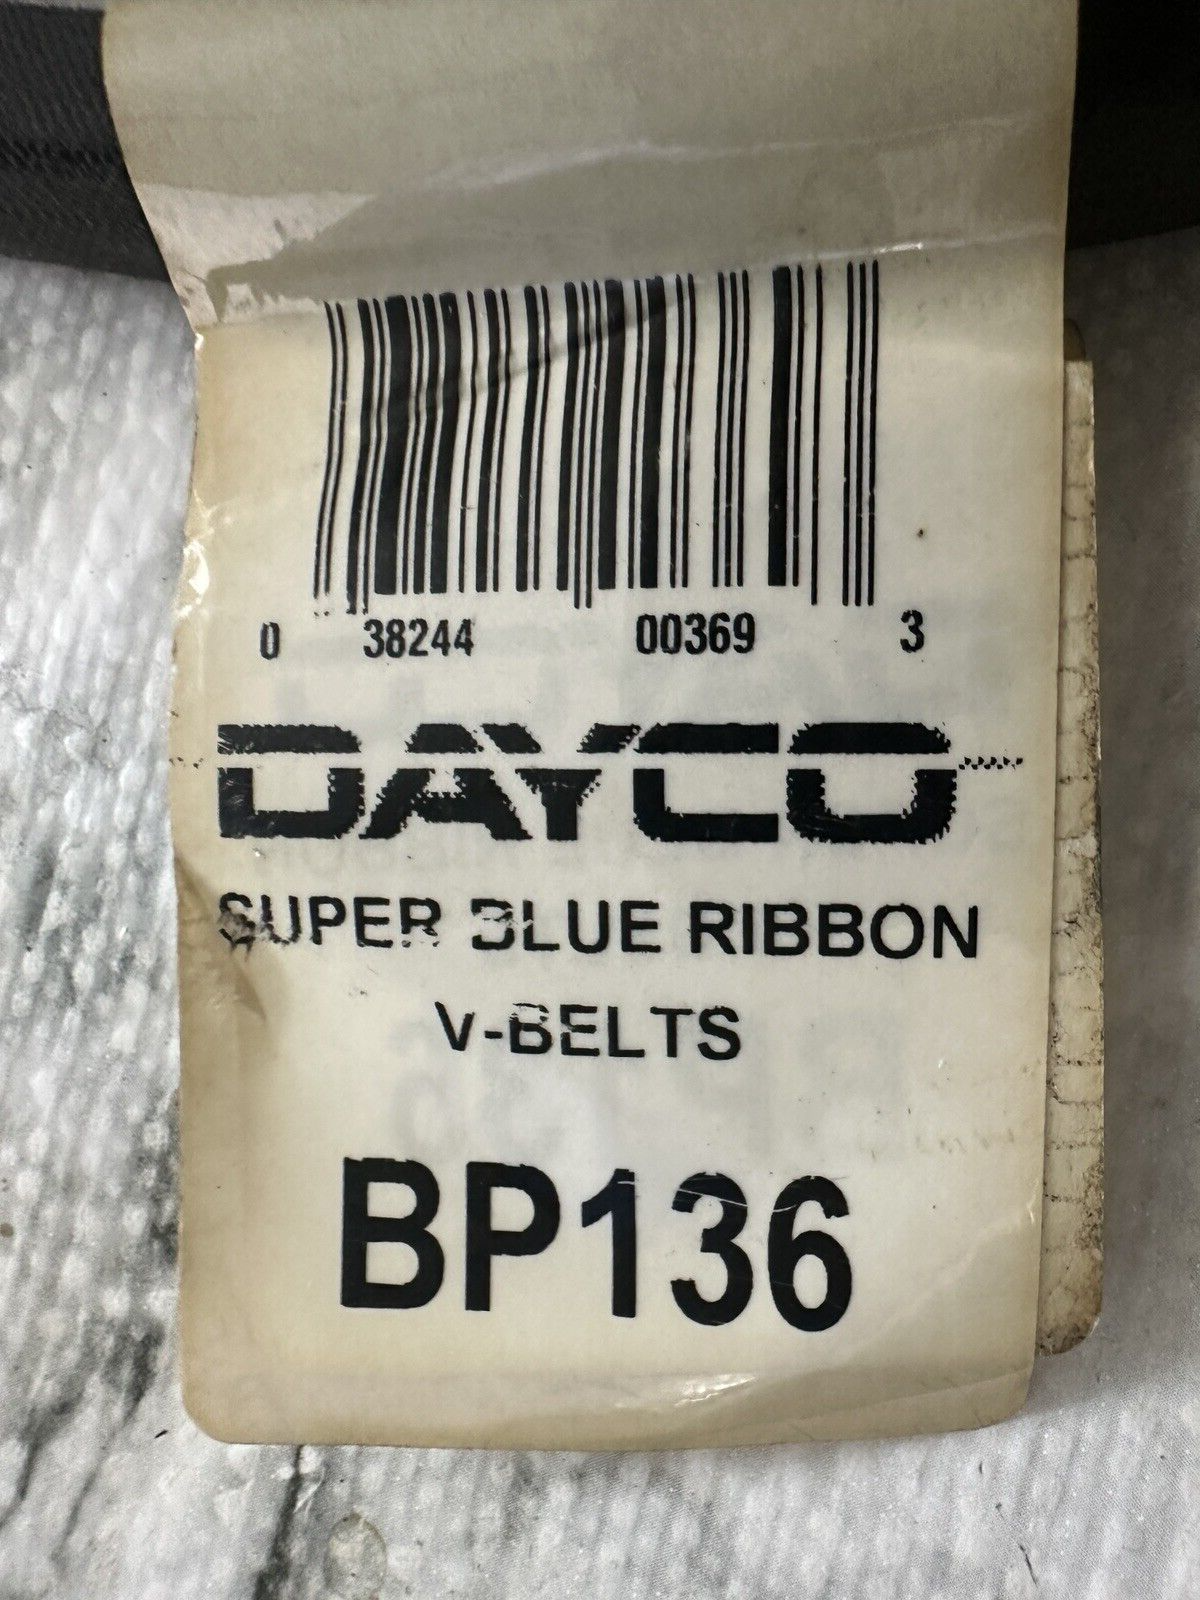 0 38244 00369 3
DAYCO
SUPER BLUE RIBBON
V-BELTS
BP136